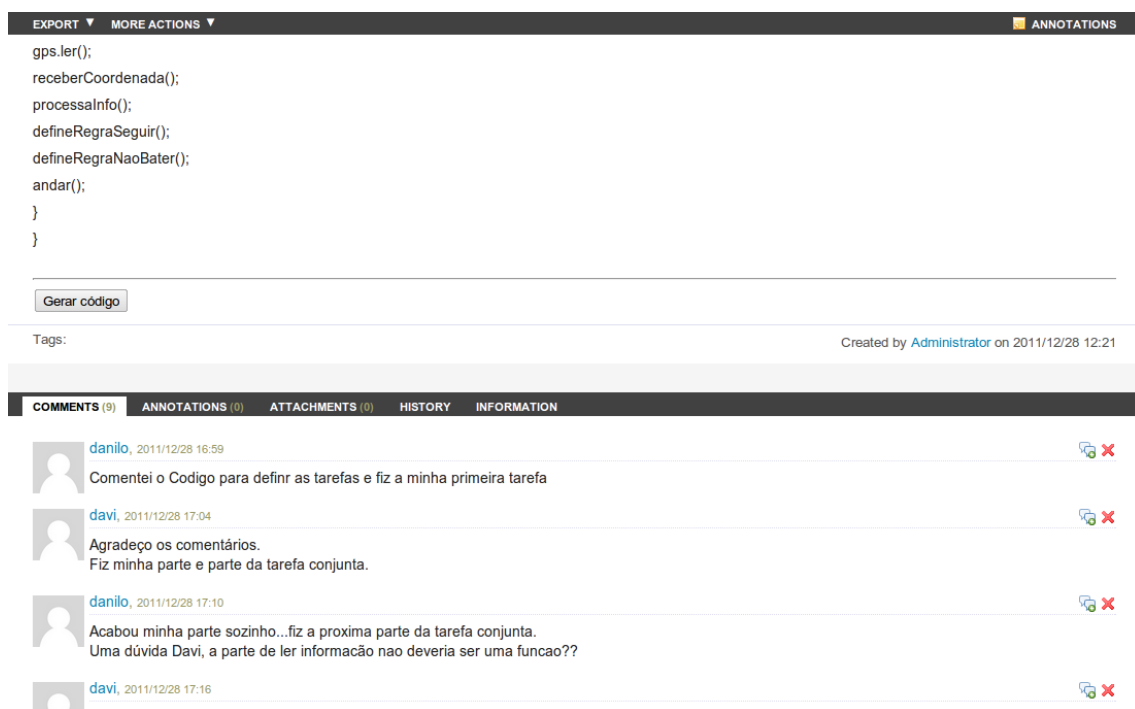 EXPORT ▼ MORE ACTIONS ▼ ANNOTATIONS
gps.ler();
receberCoordenada();
processaInfo();
defineRegraSeguir();
defineRegraNaoBater();
andar();
}
}
Gerar código
Tags: Created by Administrator on 2011/12/28 12:21
COMMENTS (9) ANNOTATIONS (0) ATTACHMENTS (0) HISTORY INFORMATION
danilo, 2011/12/28 16:59
Comentei o Codigo para definr as tarefas e fiz a minha primeira tarefa
davi, 2011/12/28 17:04
Agradeço os comentários.
Fiz minha parte e parte da tarefa conjunta.
danilo, 2011/12/28 17:10
Acabou minha parte sozinho...fiz a proxima parte da tarefa conjunta.
Uma dúvida Davi, a parte de ler informacão nao deveria ser uma funcao??
davi, 2011/12/28 17:16